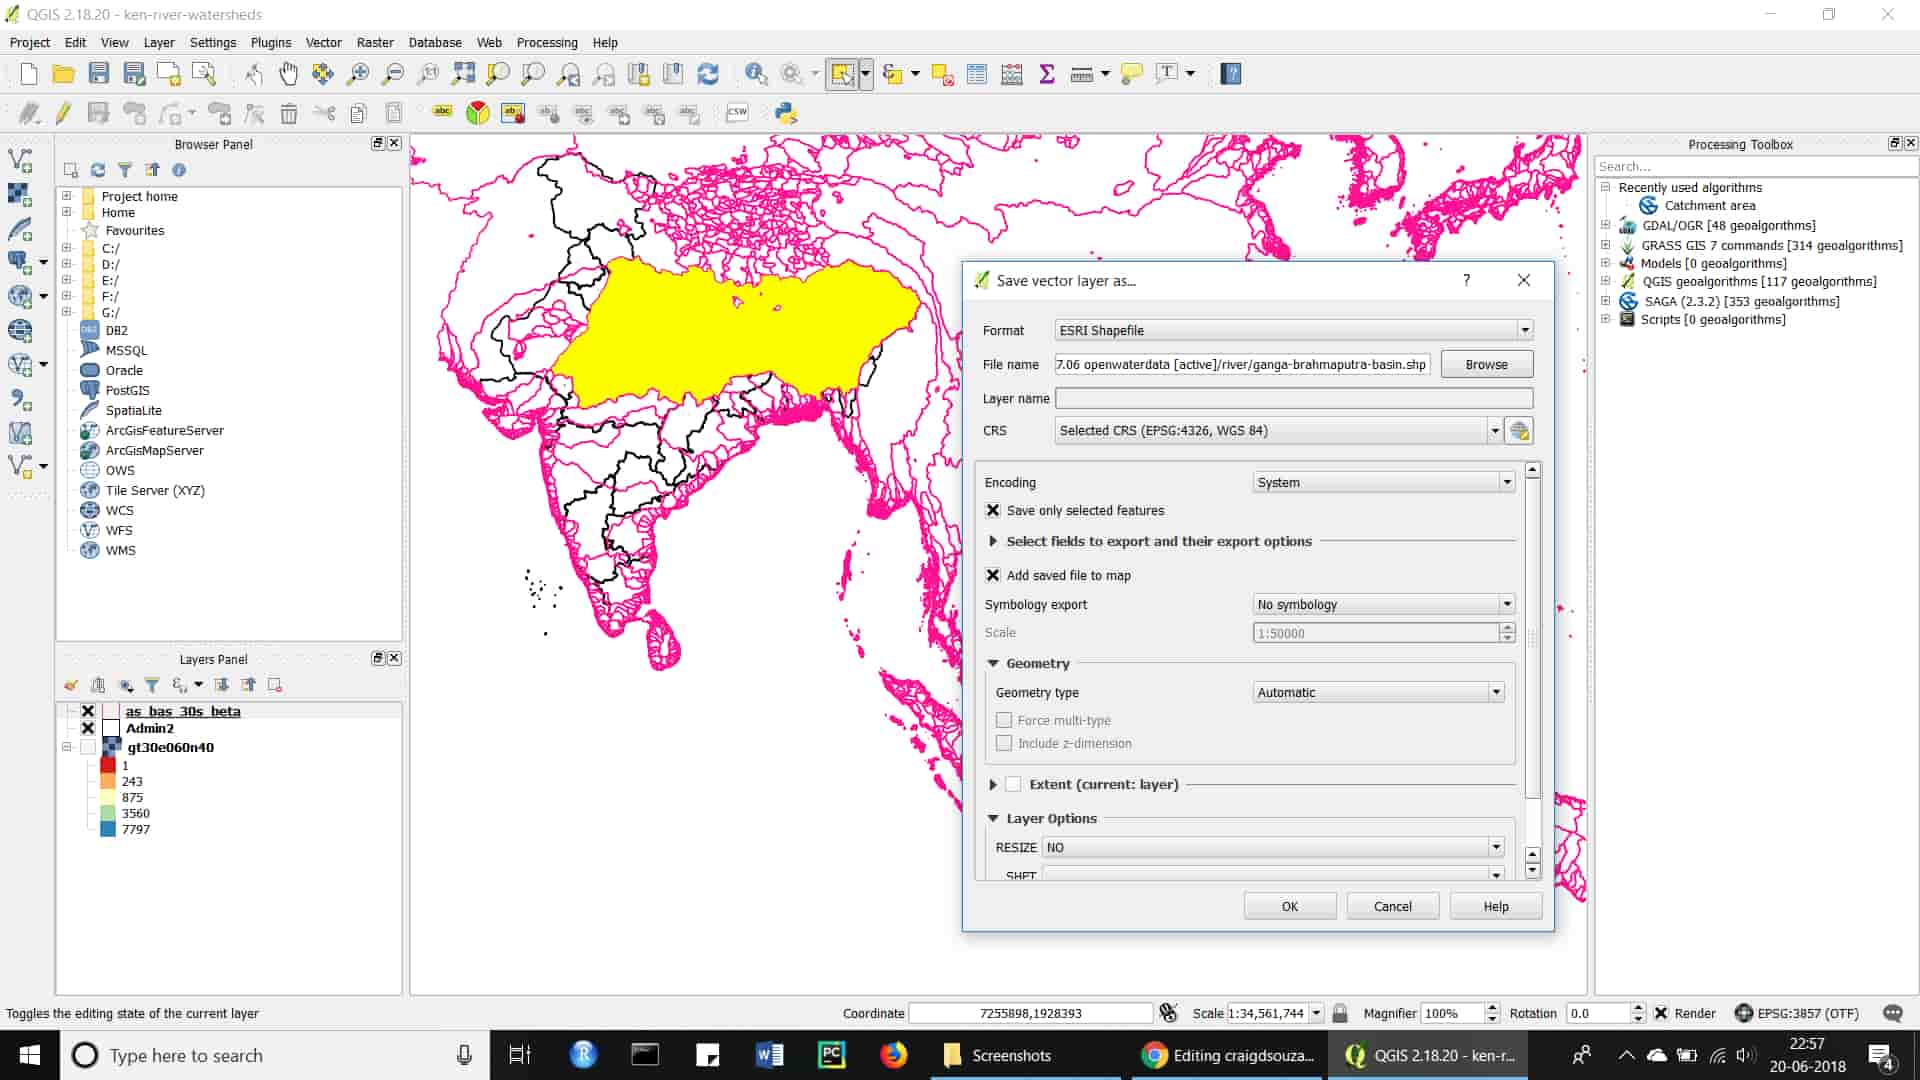 QGIS 2.18.20 - ken-river-watersheds
Project Edit View Layer Settings Plugins Vector Raster Database Web Processing Help
abc
ab
CSW
Browser Panel
Project home
Home
Favourites
C:/
D:/
E:/
F:/
G:/
DB2
MSSQL
Oracle
PostGIS
SpatiaLite
ArcGisFeatureServer
ArcGisMapServer
OWS
Tile Server (XYZ)
WCS
WFS
WMS
Layers Panel
as_bas_30s_beta
Admin2
gt30e060n40
1
243
875
3560
7797
Save vector layer as...
Format ESRI Shapefile
File name 7.06 openwaterdata [active]/river/ganga-brahmaputra-basin.shp Browse
Layer name
CRS Selected CRS (EPSG:4326, WGS 84)
Encoding System
Save only selected features
Select fields to export and their export options
Add saved file to map
Symbology export No symbology
Scale 1:50000
Geometry
Geometry type Automatic
Force multi-type
Include z-dimension
Extent (current: layer)
Layer Options
RESIZE NO
SHPT
OK Cancel Help
Processing Toolbox
Search...
Recently used algorithms
Catchment area
GDAL/OGR [48 geoalgorithms]
GRASS GIS 7 commands [314 geoalgorithms]
Models [0 geoalgorithms]
QGIS geoalgorithms [117 geoalgorithms]
SAGA (2.3.2) [353 geoalgorithms]
Scripts [0 geoalgorithms]
Toggles the editing state of the current layer
Coordinate 7255898,1928393 Scale 1:34,561,744 Magnifier 100% Rotation 0.0 Render EPSG:3857 (OTF)
Type here to search
Screenshots
Editing craigdsouza...
QGIS 2.18.20 - ken-r...
22:57
20-06-2018
4